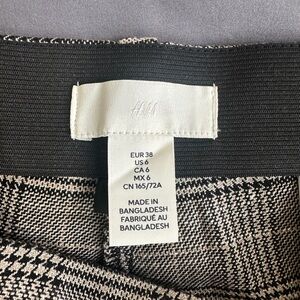 H&M
EUR 38
US 6
CA 6
MX 6
CN 165/72A
MADE IN
BANGLADESH
FABRIQUÉ AU
BANGLADESH